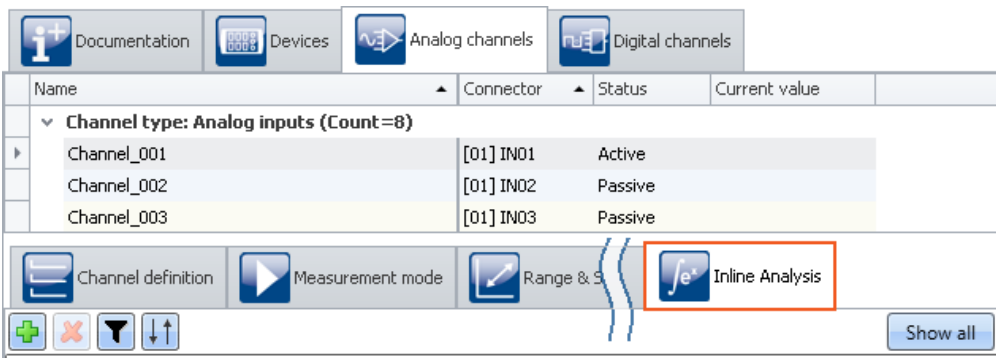 Documentation Devices Analog channels Digital channels
Name Connector Status Current value
Channel type: Analog inputs (Count=8)
Channel_001 [01] IN01 Active
Channel_002 [01] IN02 Passive
Channel_003 [01] IN03 Passive
Channel definition Measurement mode Range & S Inline Analysis
Show all